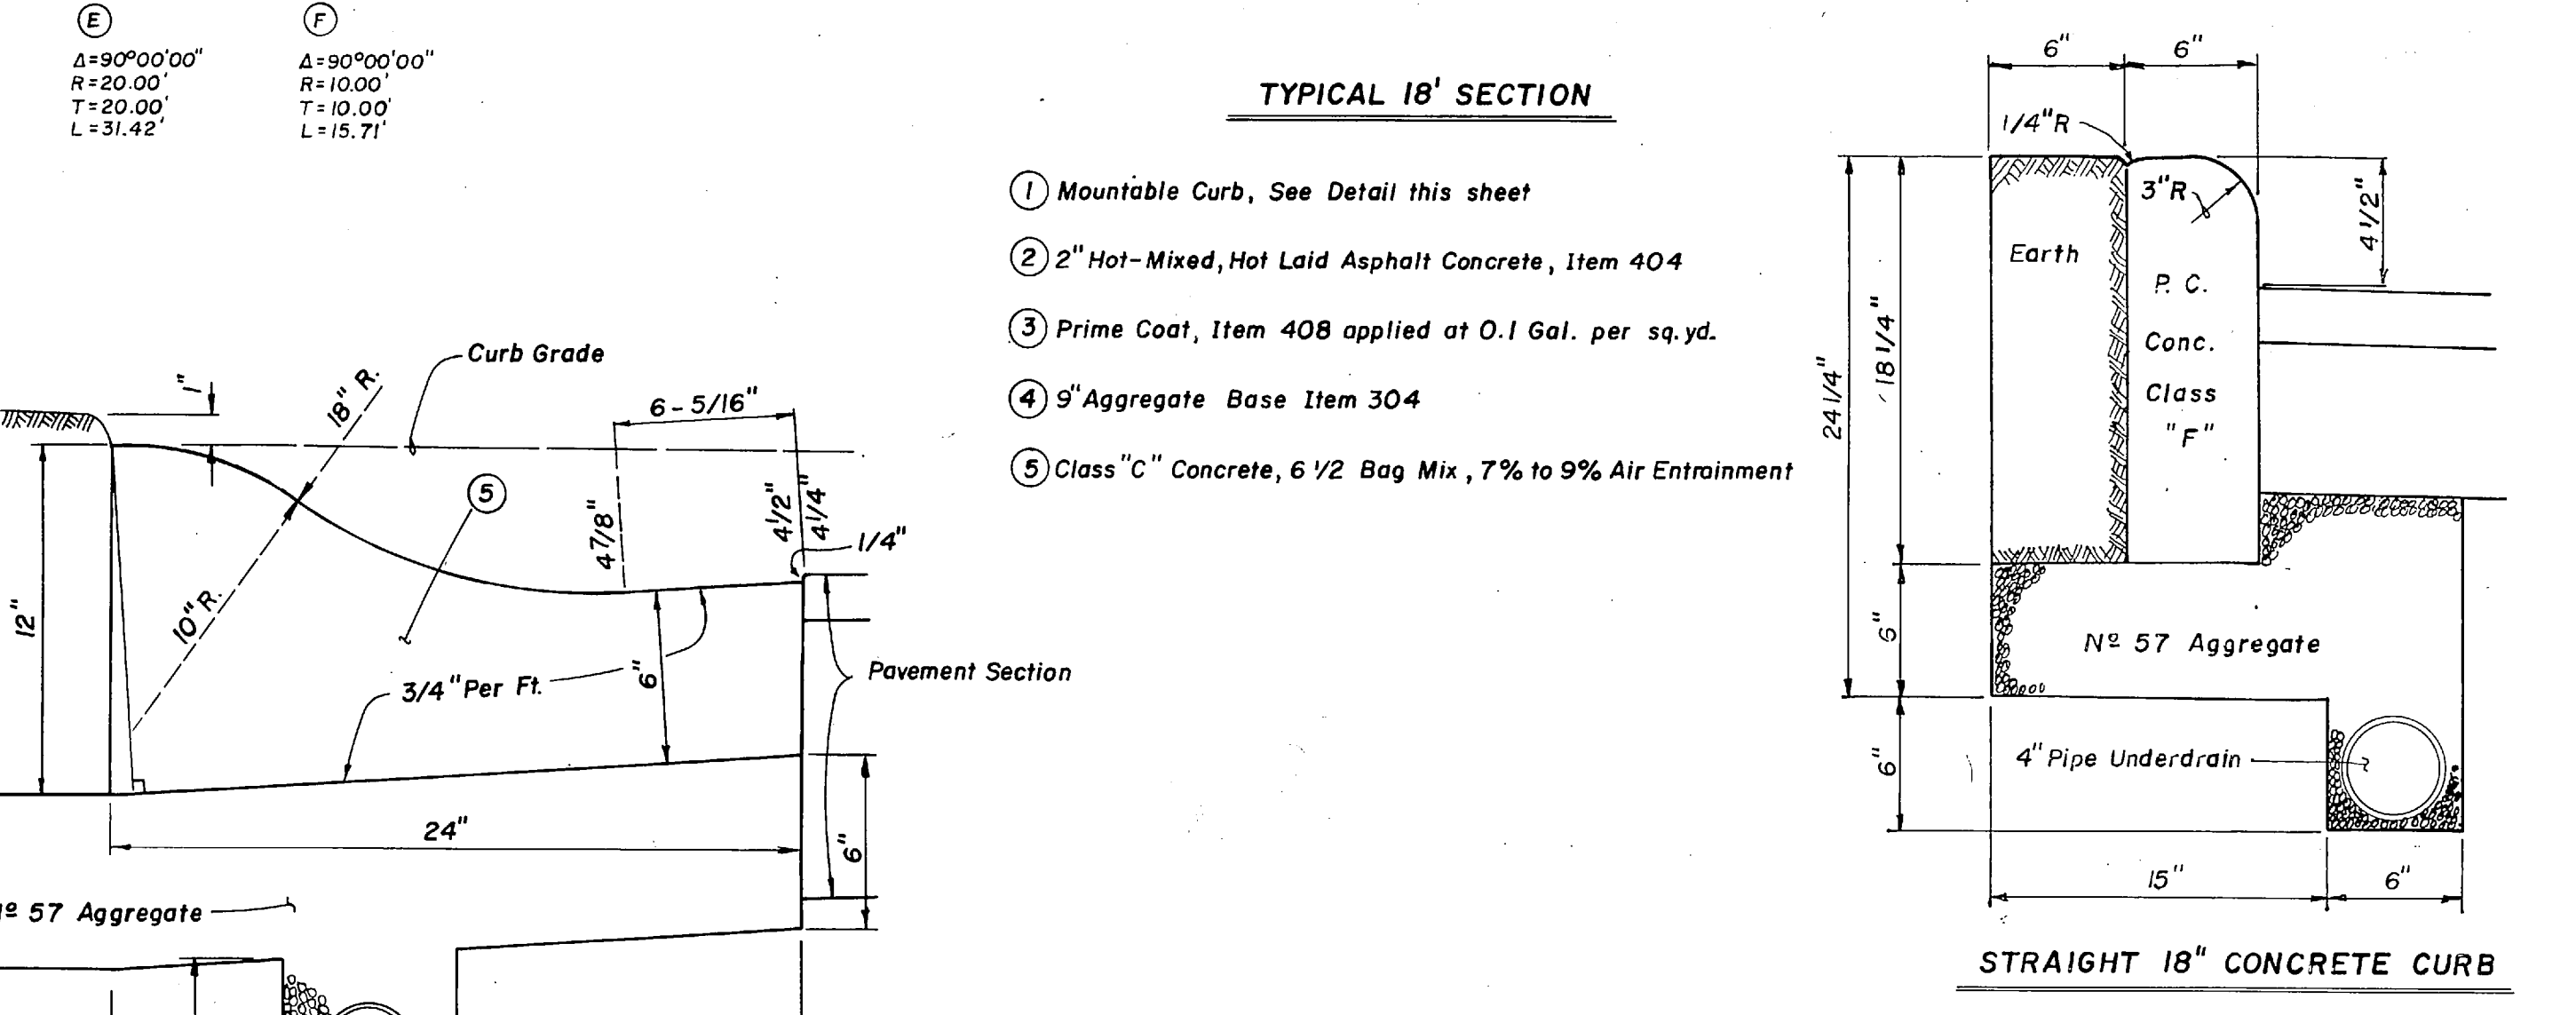 E
Δ=90°00'00"
R=20.00'
T=20.00'
L=31.42'
F
Δ=90°00'00"
R=10.00'
T=10.00'
L=15.71'
TYPICAL 18' SECTION
1 Mountable Curb, See Detail this sheet
2 2" Hot-Mixed, Hot Laid Asphalt Concrete, Item 404
3 Prime Coat, Item 408 applied at 0.1 Gal. per sq. yd.
4 9" Aggregate Base Item 304
5 Class "C" Concrete, 6 1/2 Bag Mix, 7% to 9% Air Entrainment
1"
18" R.
Curb Grade
6-5/16"
5
4 7/8"
4 1/2"
4 1/4"
1/4"
12"
10" R.
3/4" Per Ft.
6"
Pavement Section
24"
6"
№ 57 Aggregate
6"
6"
1/4" R
3" R
4 1/2"
Earth
P. C.
Conc.
Class
"F"
24 1/4"
18 1/4"
6"
№ 57 Aggregate
6"
4" Pipe Underdrain
15"
6"
STRAIGHT 18" CONCRETE CURB